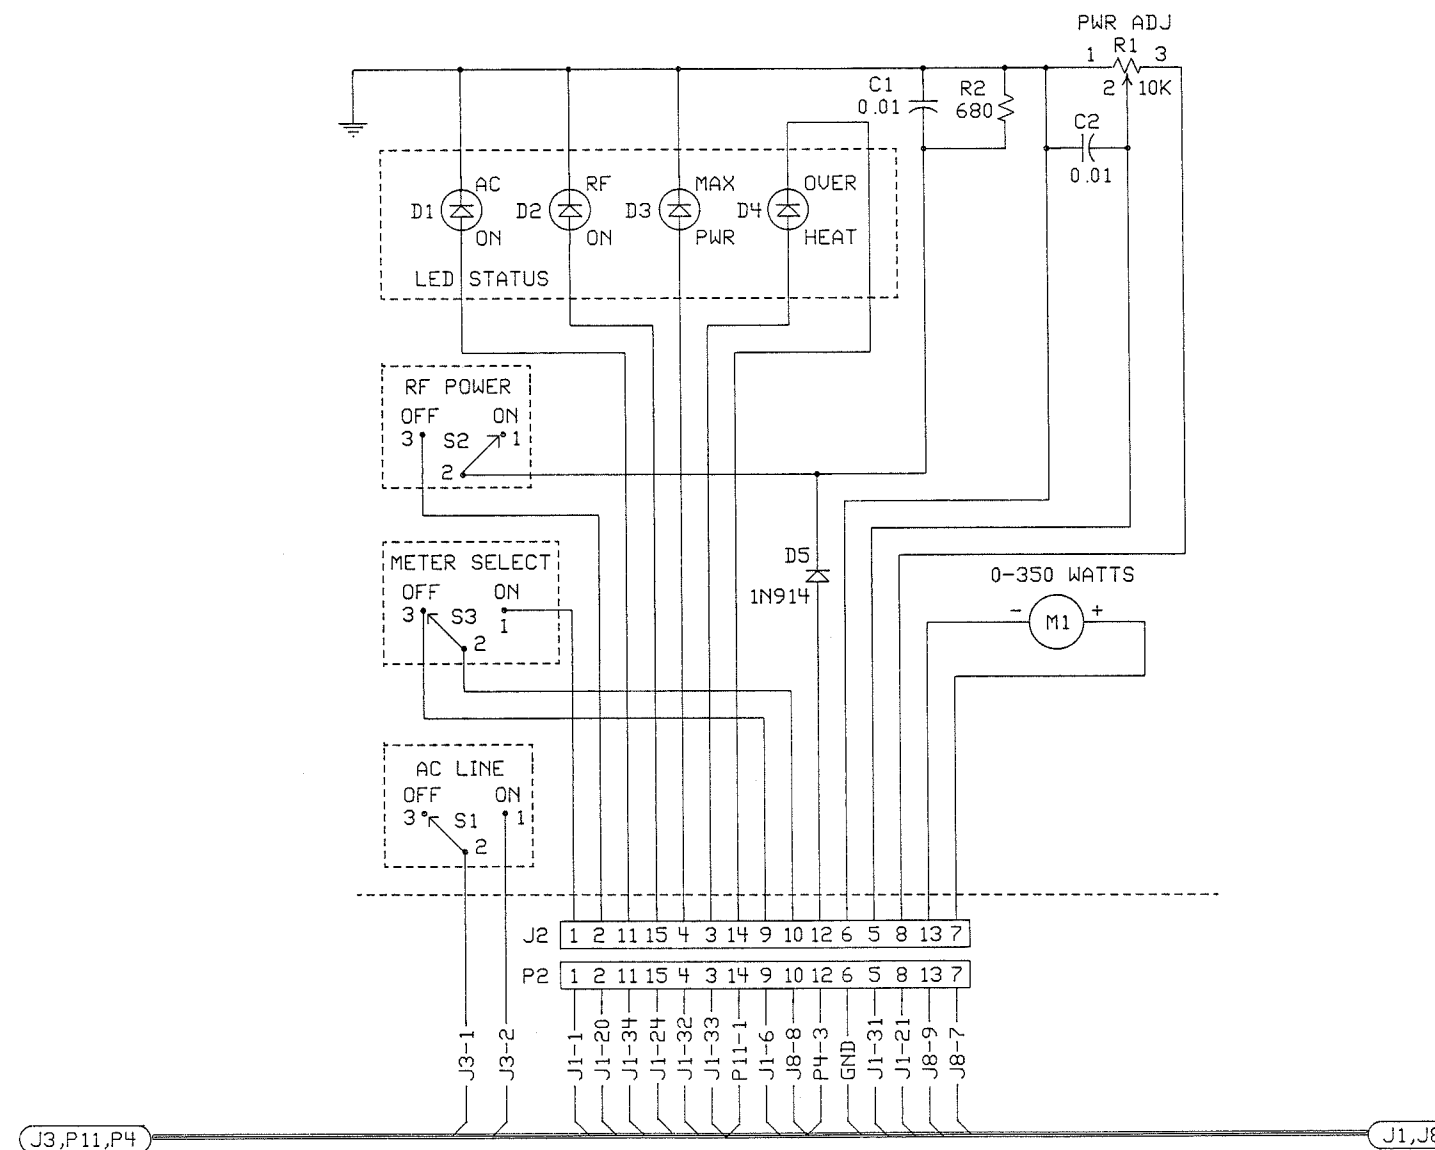 PWR ADJ
1 R1 3
2 10K
C1
0.01
R2
680
C2
0.01
AC
D1
ON
RF
D2
ON
MAX
D3
PWR
OVER
D4
HEAT
LED STATUS
RF POWER
OFF ON
3 S2 1
2
METER SELECT
OFF ON
3 S3 1
2
D5
1N914
0-350 WATTS
- M1 +
AC LINE
OFF ON
3 S1 1
2
J2 1 2 11 15 4 3 14 9 10 12 6 5 8 13 7
P2 1 2 11 15 4 3 14 9 10 12 6 5 8 13 7
J3-1
J3-2
J1-1
J1-20
J1-34
J1-24
J1-32
J1-33
P11-1
J1-6
J8-8
P4-3
GND
J1-31
J1-21
J8-9
J8-7
J3,P11,P4
J1,J8